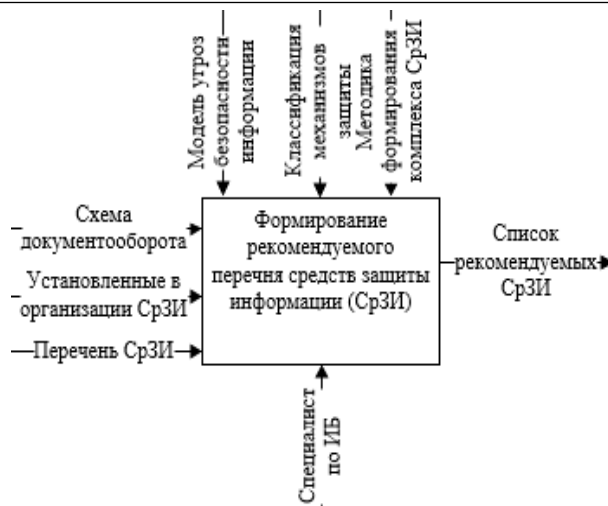 Модель угроз
безопасности
информации
Классификация
механизмов
защиты
Методика
формирования
комплекса СрЗИ
Схема
документооборота
Установленные в
организации СрЗИ
Перечень СрЗИ
Формирование
рекомендуемого
перечня средств защиты
информации (СрЗИ)
Список
рекомендуемых
СрЗИ
Специалист
по ИБ